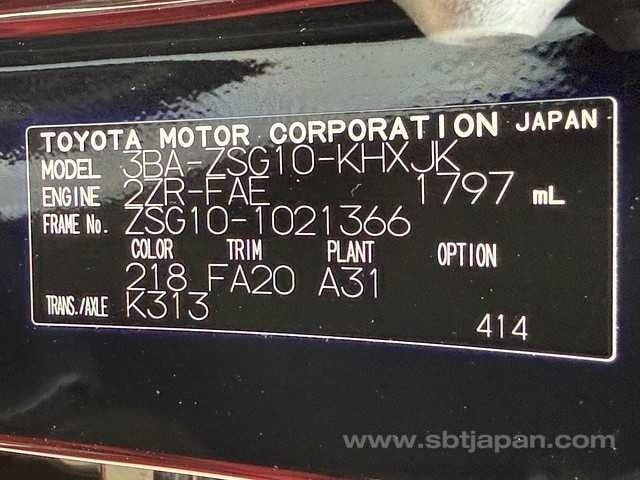 TOYOTA MOTOR CORPORATION JAPAN
MODEL 3BA-ZSG10-KHXJK
ENGINE 2ZR-FAE 1797 mL
FRAME No. ZSG10-1021366
COLOR TRIM PLANT OPTION
218 FA20 A31
TRANS./AXLE K313
414
www.sbtjapan.com